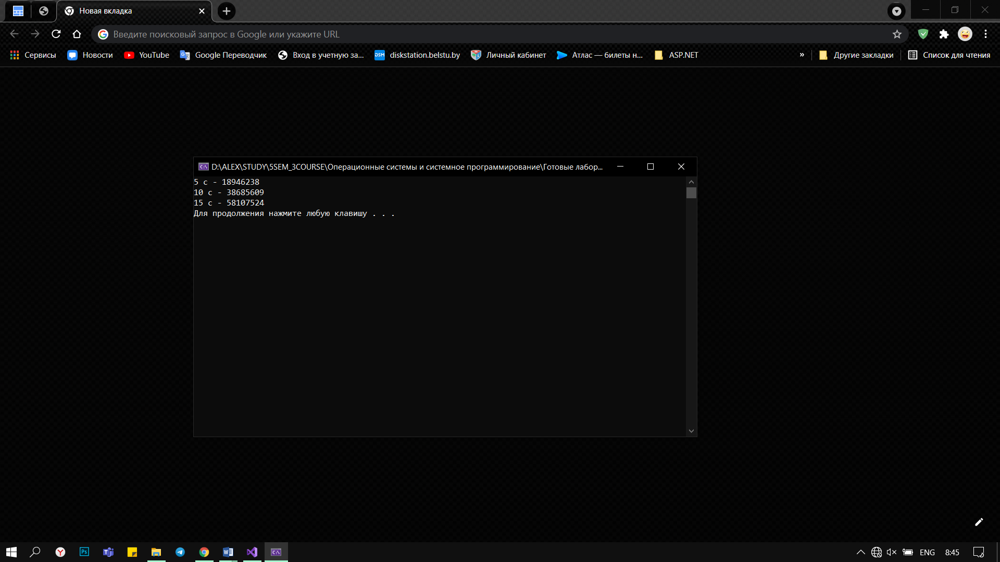 Новая вкладка
Введите поисковый запрос в Google или укажите URL
Сервисы Новости YouTube Google Переводчик Вход в учетную за... DSM diskstation.belstu.by Личный кабинет Атлас — билеты н... ASP.NET » Другие закладки Список для чтения
C:\ D:\ALEX\STUDY\5SEM_3COURSE\Операционные системы и системное программирование\Готовые лабор...
5 с - 18946238
10 с - 38685609
15 с - 58107524
Для продолжения нажмите любую клавишу . . .
Y Ps T W C:\ ENG 8:45